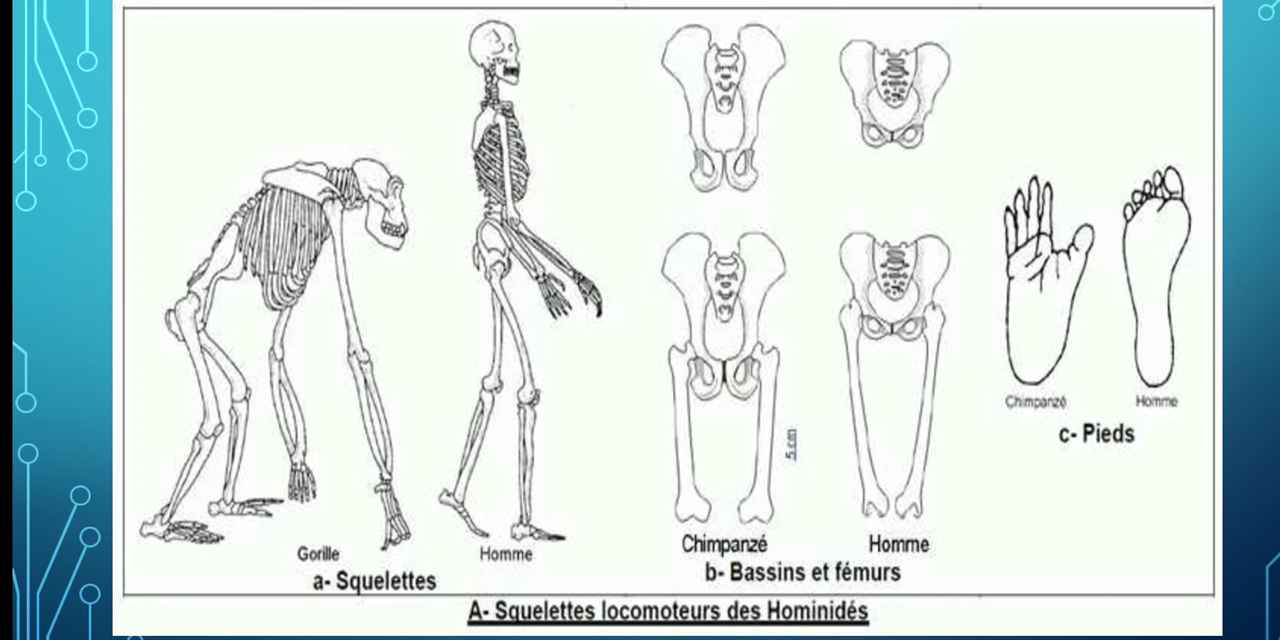 Gorille
Homme
a- Squelettes
5 cm
Chimpanzé
Homme
b- Bassins et fémurs
Chimpanzé
Homme
c- Pieds
A- Squelettes locomoteurs des Hominidés